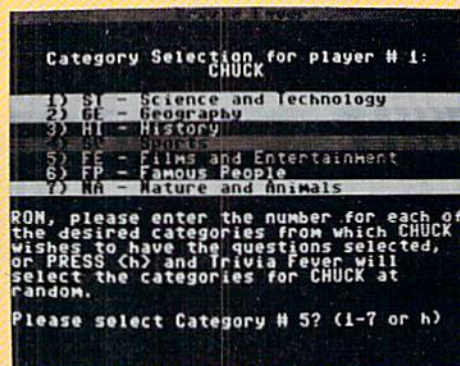 Category Selection for player # 1:
CHUCK
1) ST - Science and Technology
2) GE - Geography
3) HI - History
4) SP - Sports
5) FE - Films and Entertainment
6) FP - Famous People
7) NA - Nature and Animals
RON, please enter the number for each of
the desired categories from which CHUCK
wishes to have the questions selected,
or PRESS <h> and Trivia Fever will
select the categories for CHUCK at
random.
Please select Category # 5? (1-7 or h)